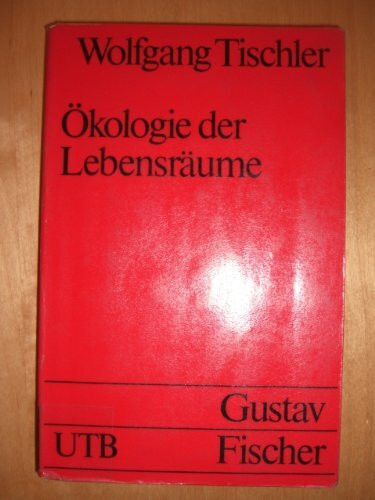 Wolfgang Tischler
Ökologie der
Lebensräume
Gustav
UTB Fischer